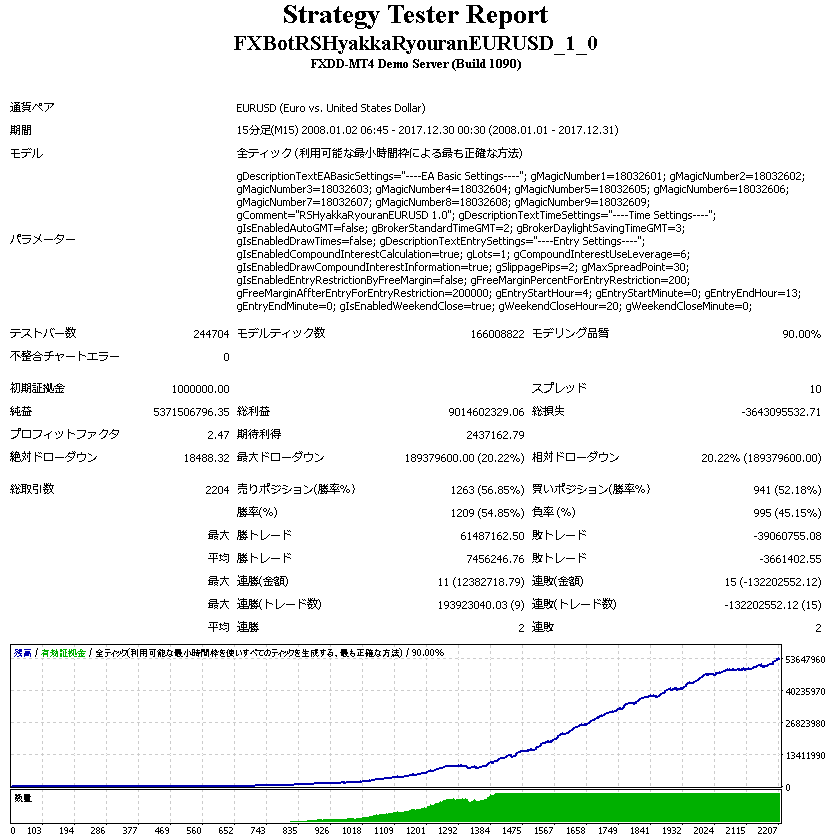 Strategy Tester Report
FXBotRSHyakkaRyouranEURUSD_1_0
FXDD-MT4 Demo Server (Build 1090)
通貨ペア EURUSD (Euro vs. United States Dollar)
期間 15分足(M15) 2008.01.02 06:45 - 2017.12.30 00:30 (2008.01.01 - 2017.12.31)
モデル 全ティック (利用可能な最小時間枠による最も正確な方法)
パラメーター
gDescriptionTextEABasicSettings="----EA Basic Settings----"; gMagicNumber1=18032601; gMagicNumber2=18032602;
gMagicNumber3=18032603; gMagicNumber4=18032604; gMagicNumber5=18032605; gMagicNumber6=18032606;
gMagicNumber7=18032607; gMagicNumber8=18032608; gMagicNumber9=18032609;
gComment="RSHyakkaRyouranEURUSD 1.0"; gDescriptionTextTimeSettings="----Time Settings----";
gIsEnabledAutoGMT=false; gBrokerStandardTimeGMT=2; gBrokerDaylightSavingTimeGMT=3;
gIsEnabledDrawTimes=false; gDescriptionTextEntrySettings="----Entry Settings----";
gIsEnabledCompoundInterestCalculation=true; gLots=1; gCompoundInterestUseLeverage=6;
gIsEnabledDrawCompoundInterestInformation=true; gSlippagePips=2; gMaxSpreadPoint=30;
gIsEnabledEntryRestrictionByFreeMargin=false; gFreeMarginPercentForEntryRestriction=200;
gFreeMarginAffterEntryForEntryRestriction=200000; gEntryStartHour=4; gEntryStartMinute=0; gEntryEndHour=13;
gEntryEndMinute=0; gIsEnabledWeekendClose=true; gWeekendCloseHour=20; gWeekendCloseMinute=0;
テストバー数 244704 モデルティック数 166008822 モデリング品質 90.00%
不整合チャートエラー 0
初期証拠金 1000000.00 スプレッド 10
純益 5371506796.35 総利益 9014602329.06 総損失 -3643095532.71
プロフィットファクタ 2.47 期待利得 2437162.79
絶対ドローダウン 18488.32 最大ドローダウン 189379600.00 (20.22%) 相対ドローダウン 20.22% (189379600.00)
総取引数 2204 売りポジション(勝率%) 1263 (56.85%) 買いポジション(勝率%) 941 (52.18%)
勝率(%) 1209 (54.85%) 負率 (%) 995 (45.15%)
最大 勝トレード 61487162.50 敗トレード -39060755.08
平均 勝トレード 7456246.76 敗トレード -3661402.55
最大 連勝(金額) 11 (12382718.79) 連敗(金額) 15 (-132202552.12)
最大 連勝(トレード数) 193923040.03 (9) 連敗(トレード数) -132202552.12 (15)
平均 連勝 2 連敗 2
残高 / 有効証拠金 / 全ティック(利用可能な最小時間枠を使いすべてのティックを生成する、最も正確な方法) / 90.00%
53647960
40235970
26823980
13411990
0
数量
0 103 194 286 377 469 560 652 743 835 926 1018 1109 1201 1292 1384 1475 1567 1658 1749 1841 1932 2024 2115 2207